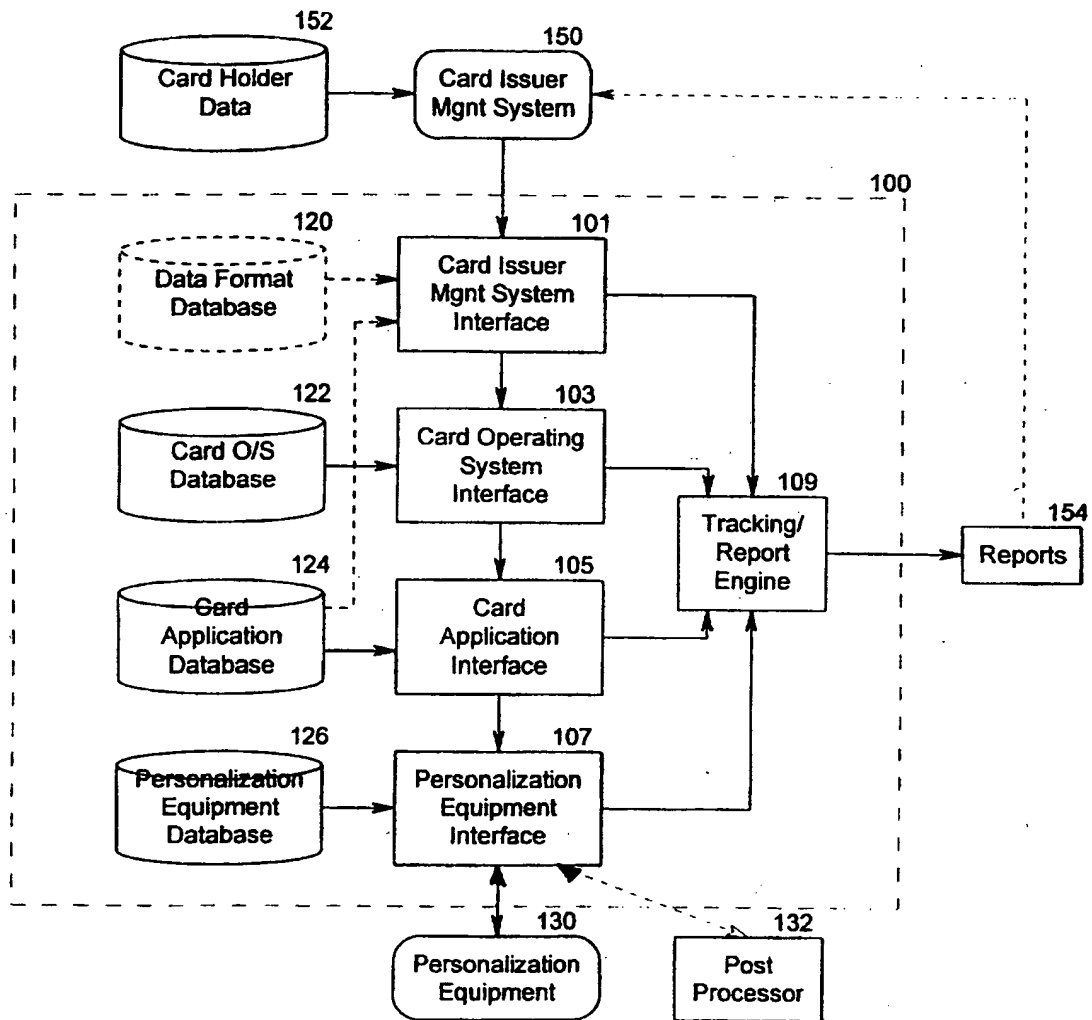 152
Card Holder
Data
150
Card Issuer
Mgnt System
100
120
Data Format
Database
101
Card Issuer
Mgnt System
Interface
122
Card O/S
Database
103
Card Operating
System
Interface
109
Tracking/
Report
Engine
154
Reports
124
Card
Application
Database
105
Card
Application
Interface
126
Personalization
Equipment
Database
107
Personalization
Equipment
Interface
130
Personalization
Equipment
132
Post
Processor